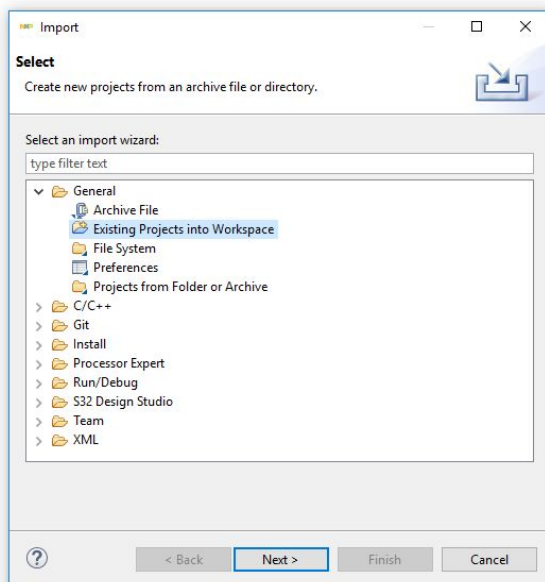 Import
Select
Create new projects from an archive file or directory.
Select an import wizard:
type filter text
General
Archive File
Existing Projects into Workspace
File System
Preferences
Projects from Folder or Archive
C/C++
Git
Install
Processor Expert
Run/Debug
S32 Design Studio
Team
XML
? < Back Next > Finish Cancel